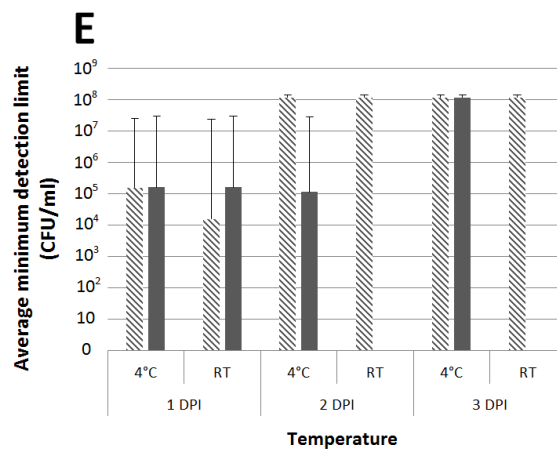 E
Average minimum detection limit
(CFU/ml)
10⁹
10⁸
10⁷
10⁶
10⁵
10⁴
10³
10²
10
0
4°C RT 4°C RT 4°C RT
1 DPI 2 DPI 3 DPI
Temperature